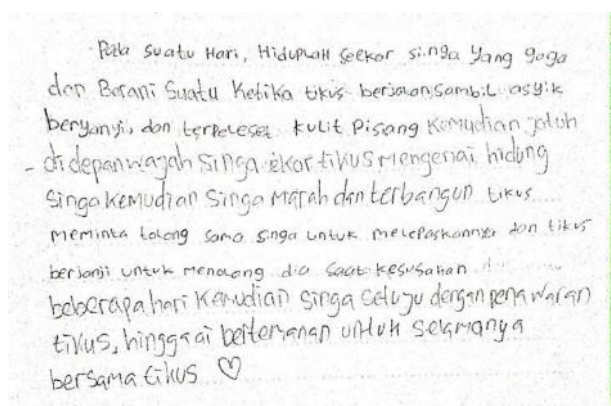 Pada suatu Hari, Hiduplah seekor singa yang gaga
dan Berani Suatu Ketika tikus berjalan sambil asyik
beryanyi, dan terpeleset kulit Pisang Kemudian jatuh
- di depan wajah Singa ekor tikus mengenai hidung
Singa kemudian Singa marah dan terbangun tikus
meminta tolong sama singa untuk melepaskannya dan tikus
berjanji untuk menolong dia saat kesusahan
beberapa hari Kemudian singa setuju dengan penawaran
tikus, hingga berteman untuk selamanya
bersama tikus ♡